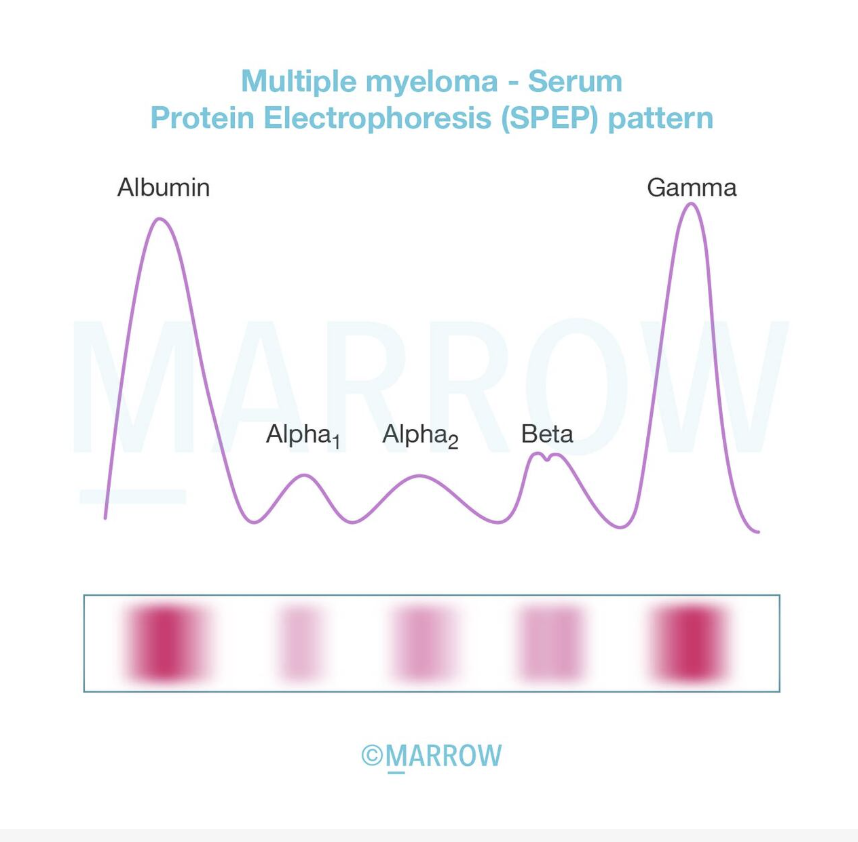 Multiple myeloma - Serum
Protein Electrophoresis (SPEP) pattern
Albumin
Gamma
Alpha₁
Alpha₂
Beta
MARROW
©MARROW